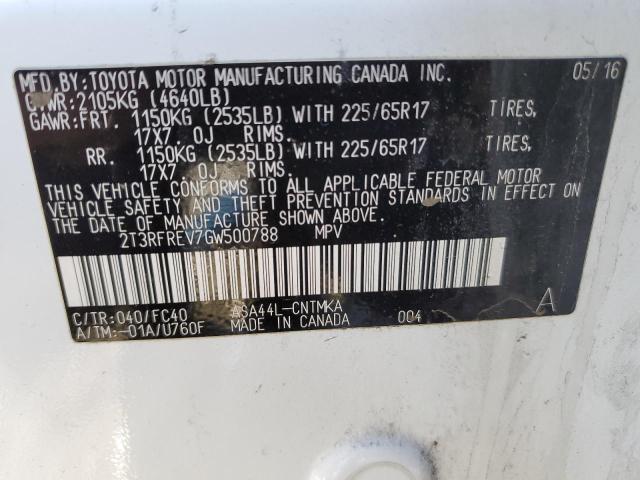 MFD.BY:TOYOTA MOTOR MANUFACTURING CANADA INC. 05/16
GVWR:2105KG (4640LB)
GAWR:FRT. 1150KG (2535LB) WITH 225/65R17 TIRES,
17X7 0J RIMS.
RR. 1150KG (2535LB) WITH 225/65R17 TIRES,
17X7 0J RIMS.
THIS VEHICLE CONFORMS TO ALL APPLICABLE FEDERAL MOTOR
VEHICLE SAFETY AND THEFT PREVENTION STANDARDS IN EFFECT ON
THE DATE OF MANUFACTURE SHOWN ABOVE.
2T3RFREV7GW500788 MPV
C/TR:040/FC40 ASA44L-CNTMKA A
A/TM:-01A/U760F MADE IN CANADA 004